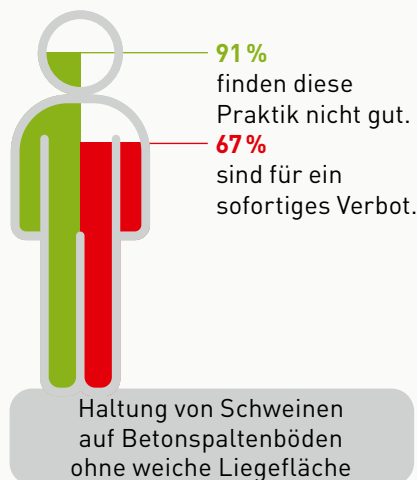 91 %
finden diese
Praktik nicht gut.
67 %
sind für ein
sofortiges Verbot.
Haltung von Schweinen
auf Betonspaltenböden
ohne weiche Liegefläche